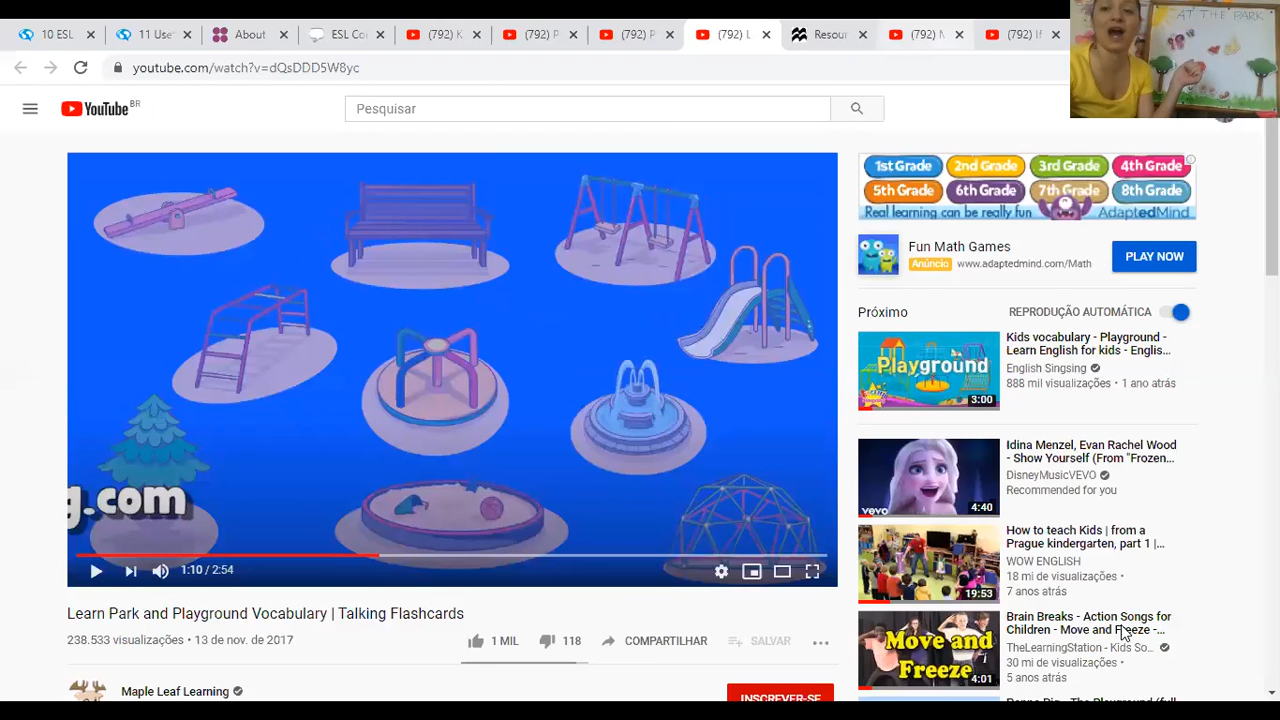 10 ESL
11 Use
About
ESL Co
(792) K
(792) P
(792) P
(792) L
Resour
(792) N
(792) If
AT THE PARK
youtube.com/watch?v=dQsDDD5W8yc
YouTube BR
Pesquisar
g.com
1:10 / 2:54
Learn Park and Playground Vocabulary | Talking Flashcards
238.533 visualizações • 13 de nov. de 2017
1 MIL
118
COMPARTILHAR
SALVAR
Maple Leaf Learning
INSCREVER-SE
1st Grade 2nd Grade 3rd Grade 4th Grade
5th Grade 6th Grade 7th Grade 8th Grade
Real learning can be really fun AdaptedMind
Fun Math Games
Anúncio www.adaptedmind.com/Math
PLAY NOW
Próximo
REPRODUÇÃO AUTOMÁTICA
Playground
3:00
Kids vocabulary - Playground -
Learn English for kids - Englis...
English Singsing
888 mil visualizações • 1 ano atrás
vevo
4:40
Idina Menzel, Evan Rachel Wood
- Show Yourself (From "Frozen...
DisneyMusicVEVO
Recommended for you
19:53
How to teach Kids | from a
Prague kindergarten, part 1 |...
WOW ENGLISH
18 mi de visualizações •
7 anos atrás
Move and
Freeze
4:01
Brain Breaks - Action Songs for
Children - Move and Freeze -...
TheLearningStation - Kids So...
30 mi de visualizações •
5 anos atrás